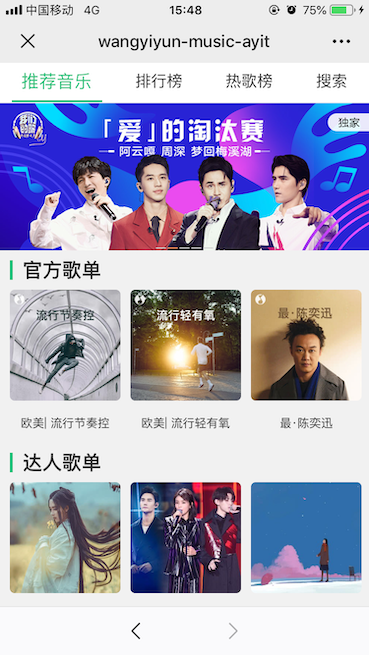 中国移动 4G 15:48 75%
wangyiyun-music-ayit
推荐音乐 排行榜 热歌榜 搜索
独家
「爱」的淘汰赛
阿云嘎 周深 梦回梅溪湖
官方歌单
流行节奏控 流行轻有氧 最·陈奕迅
欧美| 流行节奏控 欧美| 流行轻有氧 最·陈奕迅
达人歌单